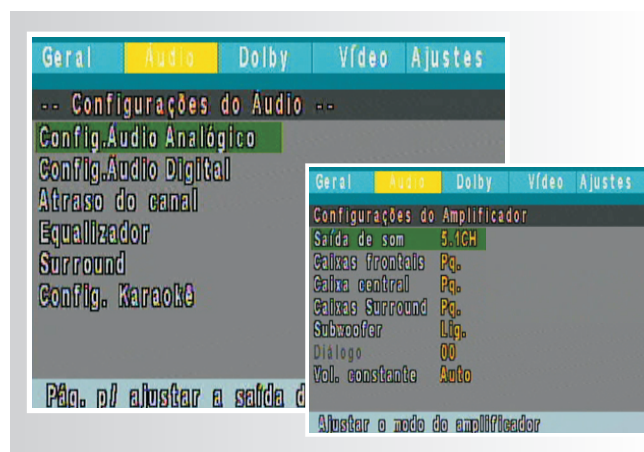 Geral Áudio Dolby Vídeo Ajustes
-- Configurações do Áudio --
Config.Áudio Analógico
Config.Áudio Digital
Atraso do canal
Equalizador
Surround
Config. Karaokê
Pág. p/ ajustar a saída d
Geral Áudio Dolby Vídeo Ajustes
Configurações do Amplificador
Saída de som 5.1CH
Caixas frontais Pq.
Caixa central Pq.
Caixas Surround Pq.
Subwoofer Lig.
Diálogo 00
Vol. constante Auto
Ajustar o modo do amplificador